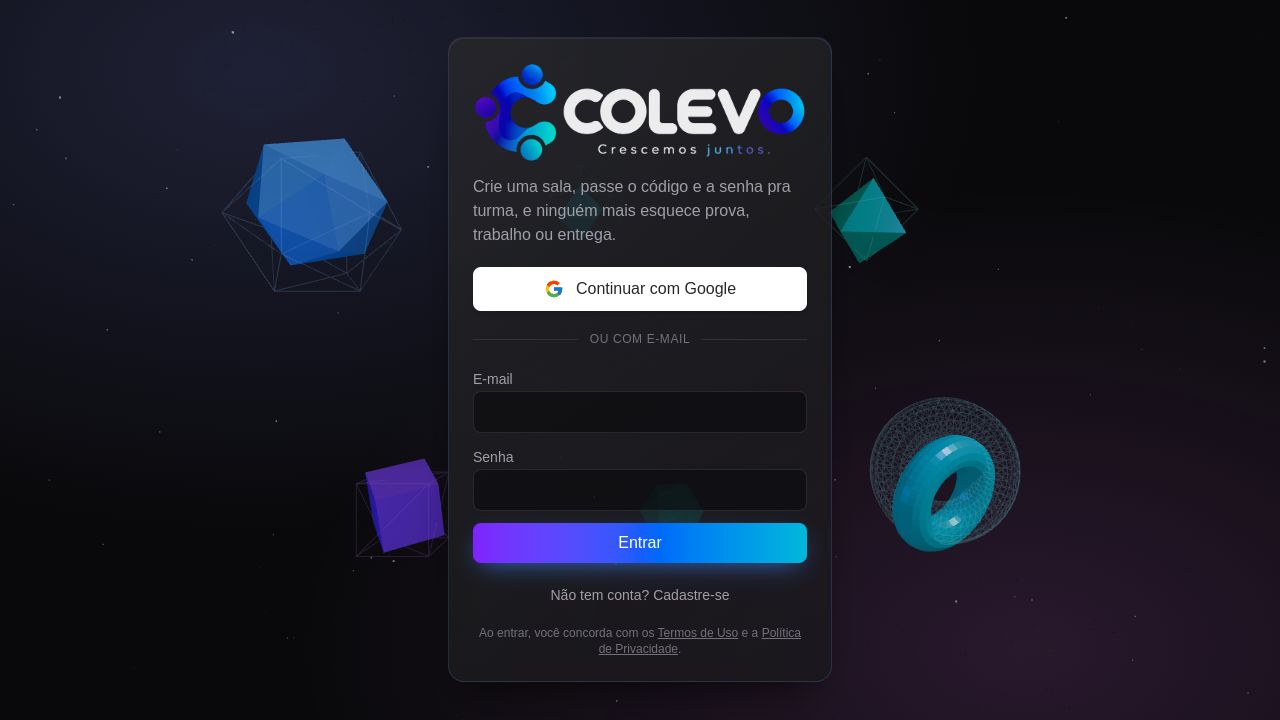 COLEVO
Crescemos juntos.
Crie uma sala, passe o código e a senha pra
turma, e ninguém mais esquece prova,
trabalho ou entrega.
Continuar com Google
OU COM E-MAIL
E-mail
Senha
Entrar
Não tem conta? Cadastre-se
Ao entrar, você concorda com os Termos de Uso e a Política
de Privacidade.